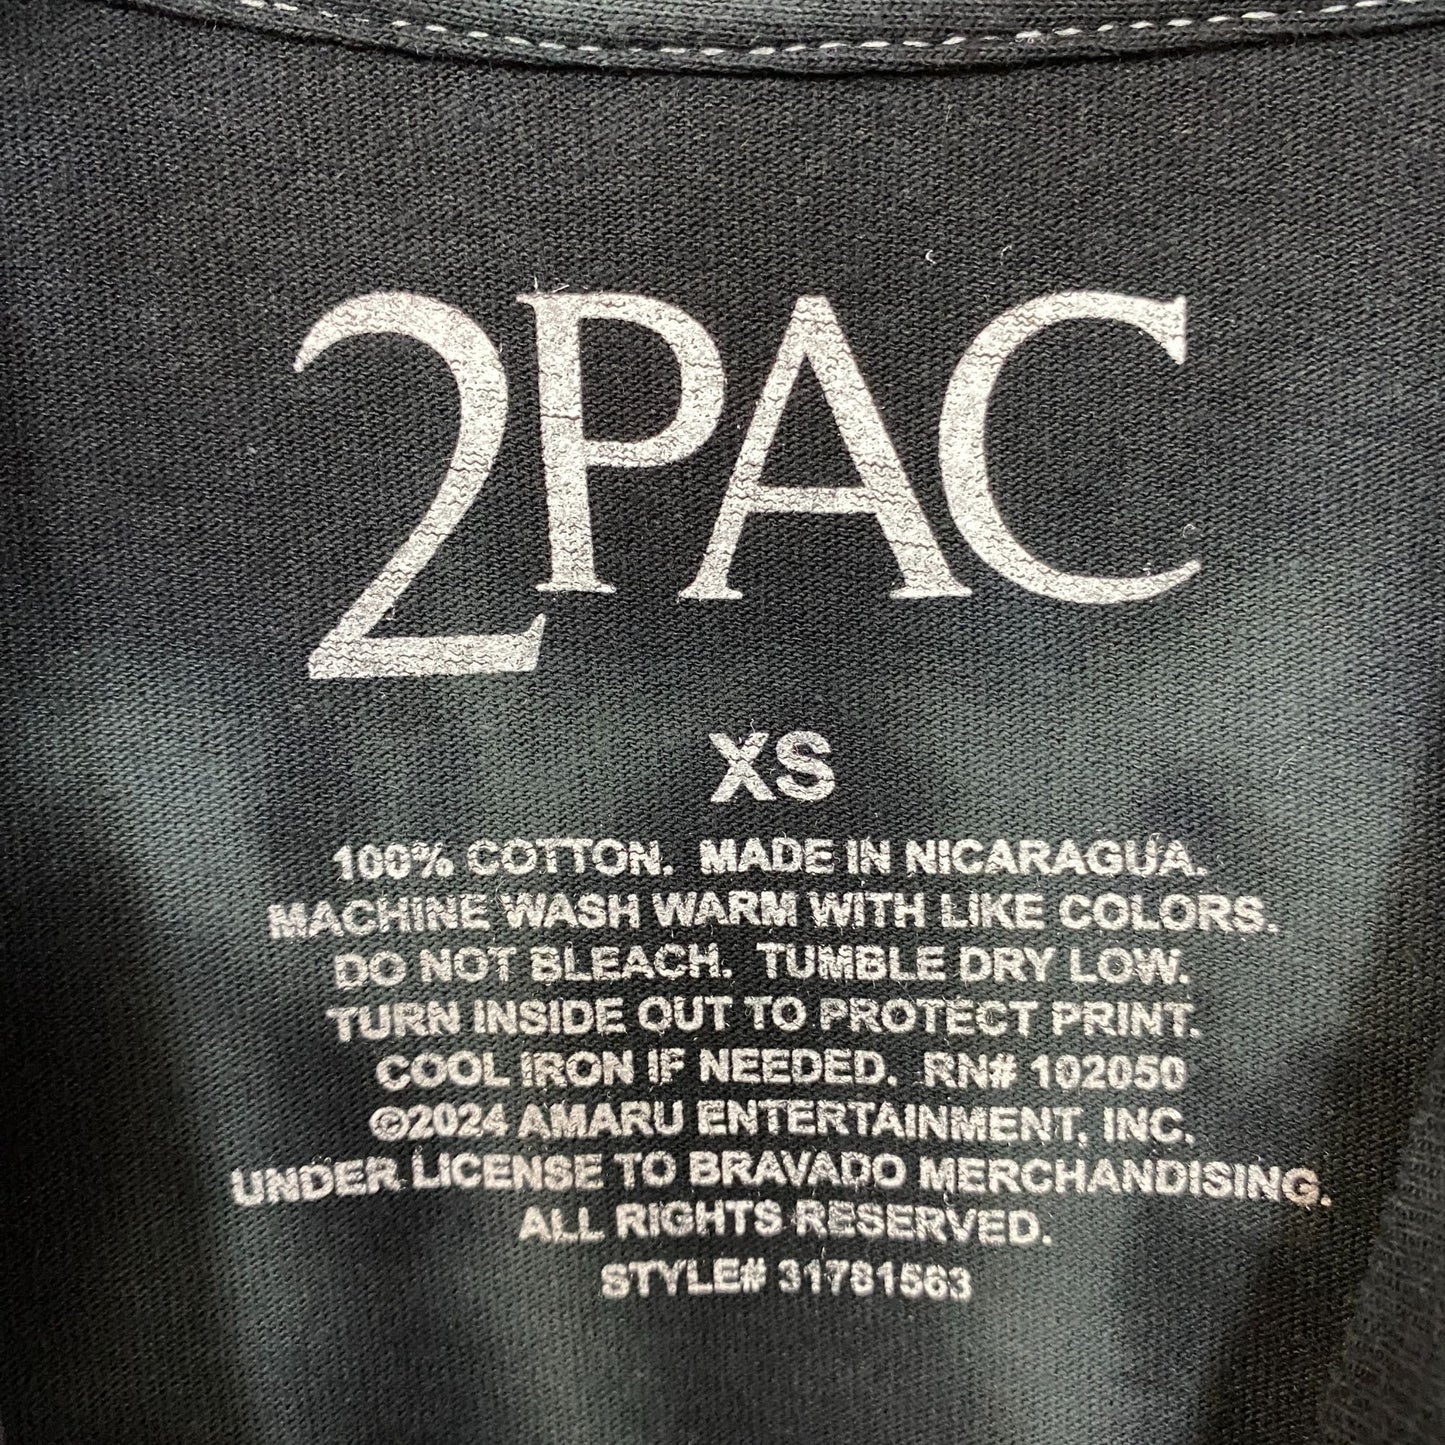 2PAC
XS
100% COTTON. MADE IN NICARAGUA.
MACHINE WASH WARM WITH LIKE COLORS.
DO NOT BLEACH. TUMBLE DRY LOW.
TURN INSIDE OUT TO PROTECT PRINT.
COOL IRON IF NEEDED. RN# 102050
©2024 AMARU ENTERTAINMENT, INC.
UNDER LICENSE TO BRAVADO MERCHANDISING.
ALL RIGHTS RESERVED.
STYLE# 31781563